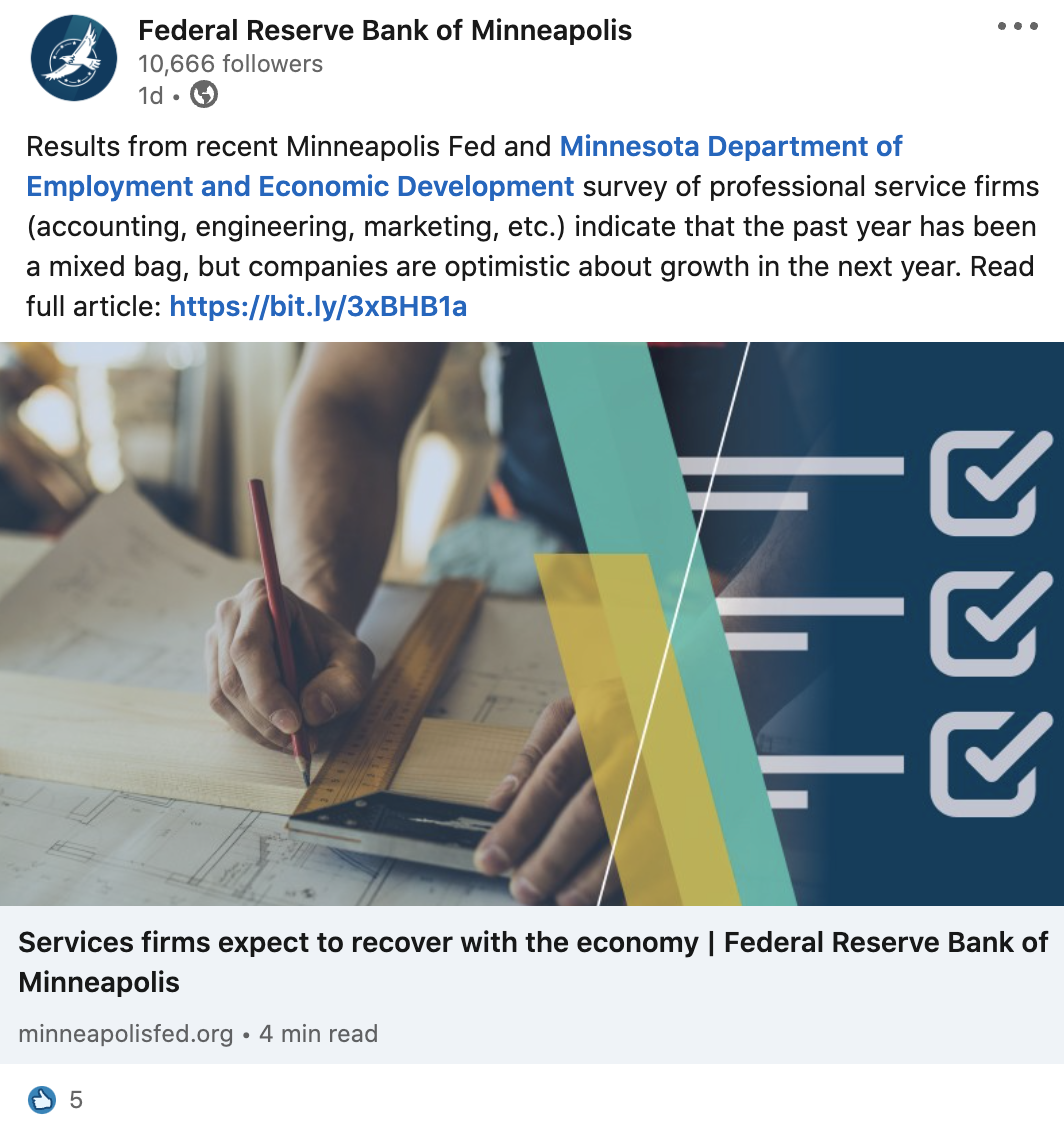 Federal Reserve Bank of Minneapolis
10,666 followers
1d •
Results from recent Minneapolis Fed and Minnesota Department of
Employment and Economic Development survey of professional service firms
(accounting, engineering, marketing, etc.) indicate that the past year has been
a mixed bag, but companies are optimistic about growth in the next year. Read
full article: https://bit.ly/3xBHB1a
Services firms expect to recover with the economy | Federal Reserve Bank of
Minneapolis
minneapolisfed.org • 4 min read
5